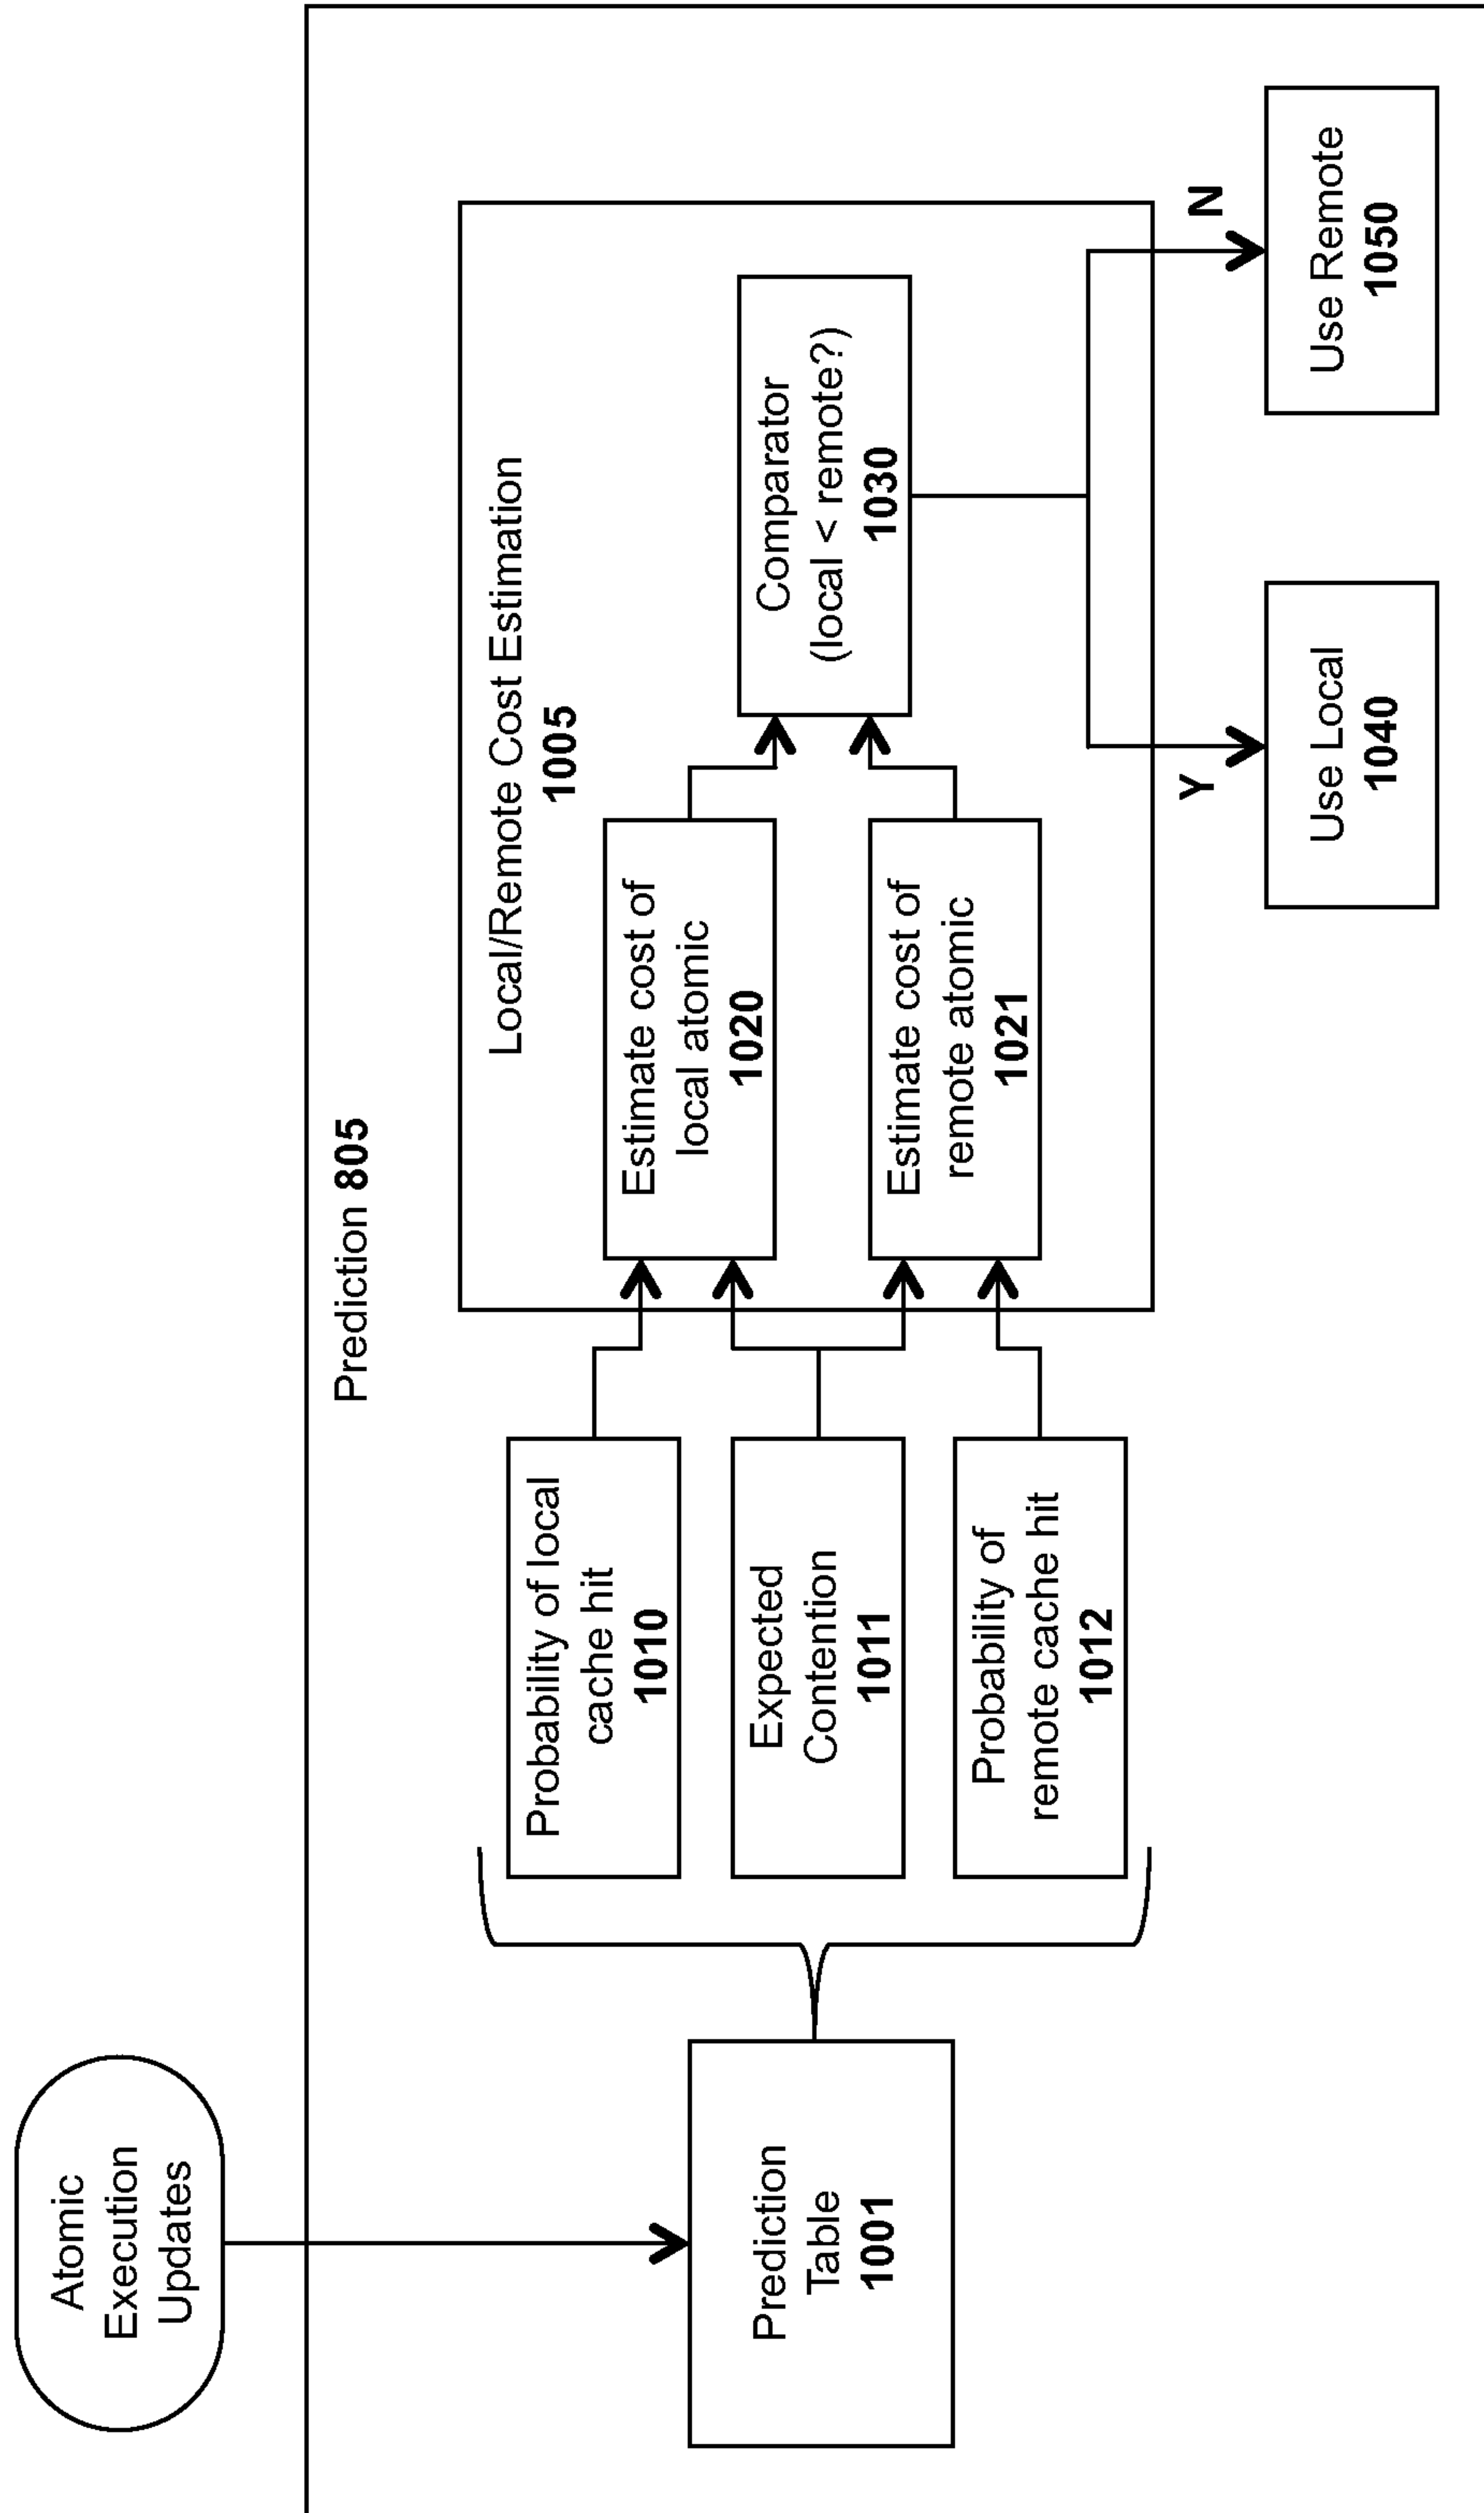 Atomic
Execution
Updates
Prediction 805
Prediction
Table
1001
Probability of local
cache hit
1010
Expected
Contention
1011
Probability of
remote cache hit
1012
Local/Remote Cost Estimation
1005
Estimate cost of
local atomic
1020
Estimate cost of
remote atomic
1021
Comparator
(local < remote?)
1030
Y
N
Use Local
1040
Use Remote
1050